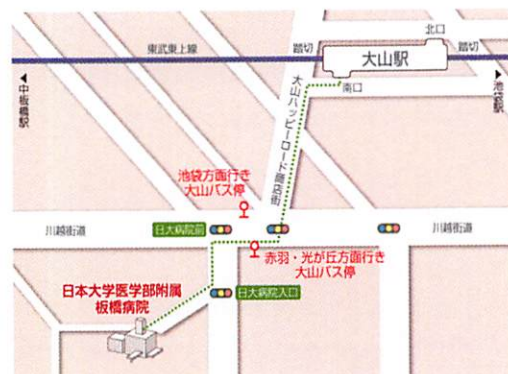 北口
東武東上線
踏切
大山駅
踏切
中板橋駅
南口
池袋駅
大山ハッピーロード商店街
池袋方面行き
大山バス停
川越街道
日大病院前
川越街道
赤羽・光が丘方面行き
大山バス停
日本大学医学部附属
板橋病院
日大病院入口